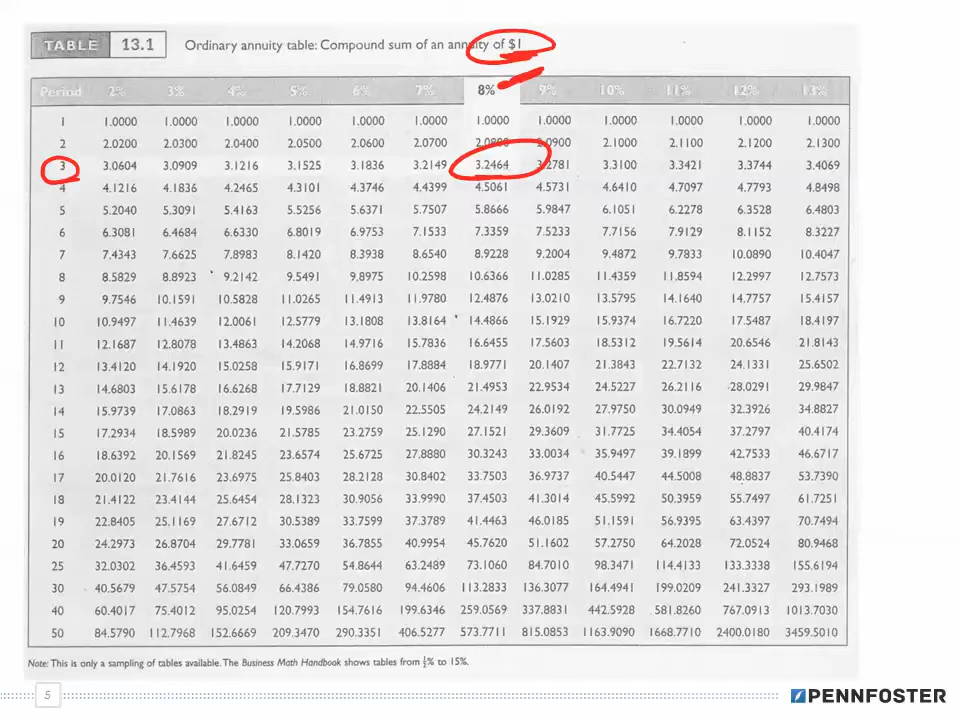 TABLE 13.1 Ordinary annuity table: Compound sum of an annuity of $1
Period 2% 3% 4% 5% 6% 7% 8% 9% 10% 11% 12% 13%
1 1.0000 1.0000 1.0000 1.0000 1.0000 1.0000 1.0000 1.0000 1.0000 1.0000 1.0000 1.0000
2 2.0200 2.0300 2.0400 2.0500 2.0600 2.0700 2.0800 2.0900 2.1000 2.1100 2.1200 2.1300
3 3.0604 3.0909 3.1216 3.1525 3.1836 3.2149 3.2464 3.2781 3.3100 3.3421 3.3744 3.4069
4 4.1216 4.1836 4.2465 4.3101 4.3746 4.4399 4.5061 4.5731 4.6410 4.7097 4.7793 4.8498
5 5.2040 5.3091 5.4163 5.5256 5.6371 5.7507 5.8666 5.9847 6.1051 6.2278 6.3528 6.4803
6 6.3081 6.4684 6.6330 6.8019 6.9753 7.1533 7.3359 7.5233 7.7156 7.9129 8.1152 8.3227
7 7.4343 7.6625 7.8983 8.1420 8.3938 8.6540 8.9228 9.2004 9.4872 9.7833 10.0890 10.4047
8 8.5829 8.8923 9.2142 9.5491 9.8975 10.2598 10.6366 11.0285 11.4359 11.8594 12.2997 12.7573
9 9.7546 10.1591 10.5828 11.0265 11.4913 11.9780 12.4876 13.0210 13.5795 14.1640 14.7757 15.4157
10 10.9497 11.4639 12.0061 12.5779 13.1808 13.8164 14.4866 15.1929 15.9374 16.7220 17.5487 18.4197
11 12.1687 12.8078 13.4863 14.2068 14.9716 15.7836 16.6455 17.5603 18.5312 19.5614 20.6546 21.8143
12 13.4120 14.1920 15.0258 15.9171 16.8699 17.8884 18.9771 20.1407 21.3843 22.7132 24.1331 25.6502
13 14.6803 15.6178 16.6268 17.7129 18.8821 20.1406 21.4953 22.9534 24.5227 26.2116 28.0291 29.9847
14 15.9739 17.0863 18.2919 19.5986 21.0150 22.5505 24.2149 26.0192 27.9750 30.0949 32.3926 34.8827
15 17.2934 18.5989 20.0236 21.5785 23.2759 25.1290 27.1521 29.3609 31.7725 34.4054 37.2797 40.4174
16 18.6392 20.1569 21.8245 23.6574 25.6725 27.8880 30.3243 33.0034 35.9497 39.1899 42.7533 46.6717
17 20.0120 21.7616 23.6975 25.8403 28.2128 30.8402 33.7503 36.9737 40.5447 44.5008 48.8837 53.7390
18 21.4122 23.4144 25.6454 28.1323 30.9056 33.9990 37.4503 41.3014 45.5992 50.3959 55.7497 61.7251
19 22.8405 25.1169 27.6712 30.5389 33.7599 37.3789 41.4463 46.0185 51.1591 56.9395 63.4397 70.7494
20 24.2973 26.8704 29.7781 33.0659 36.7855 40.9954 45.7620 51.1602 57.2750 64.2028 72.0524 80.9468
25 32.0302 36.4593 41.6459 47.7270 54.8644 63.2489 73.1060 84.7010 98.3471 114.4133 133.3338 155.6194
30 40.5679 47.5754 56.0849 66.4386 79.0580 94.4606 113.2833 136.3077 164.4941 199.0209 241.3327 293.1989
40 60.4017 75.4012 95.0254 120.7993 154.7616 199.6346 259.0569 337.8831 442.5928 581.8260 767.0913 1013.7030
50 84.5790 112.7968 152.6669 209.3470 290.3351 406.5277 573.7711 815.0853 1163.9090 1668.7710 2400.0180 3459.5010
Note: This is only a sampling of tables available. The Business Math Handbook shows tables from ½% to 15%.
5
PENNFOSTER